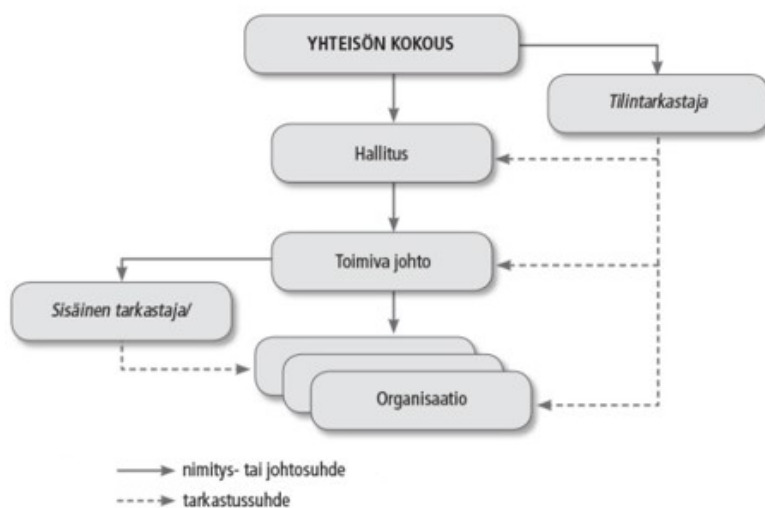 YHTEISÖN KOKOUS
Tilintarkastaja
Hallitus
Toimiva johto
Sisäinen tarkastaja/
Organisaatio
nimitys- tai johtosuhde
tarkastussuhde